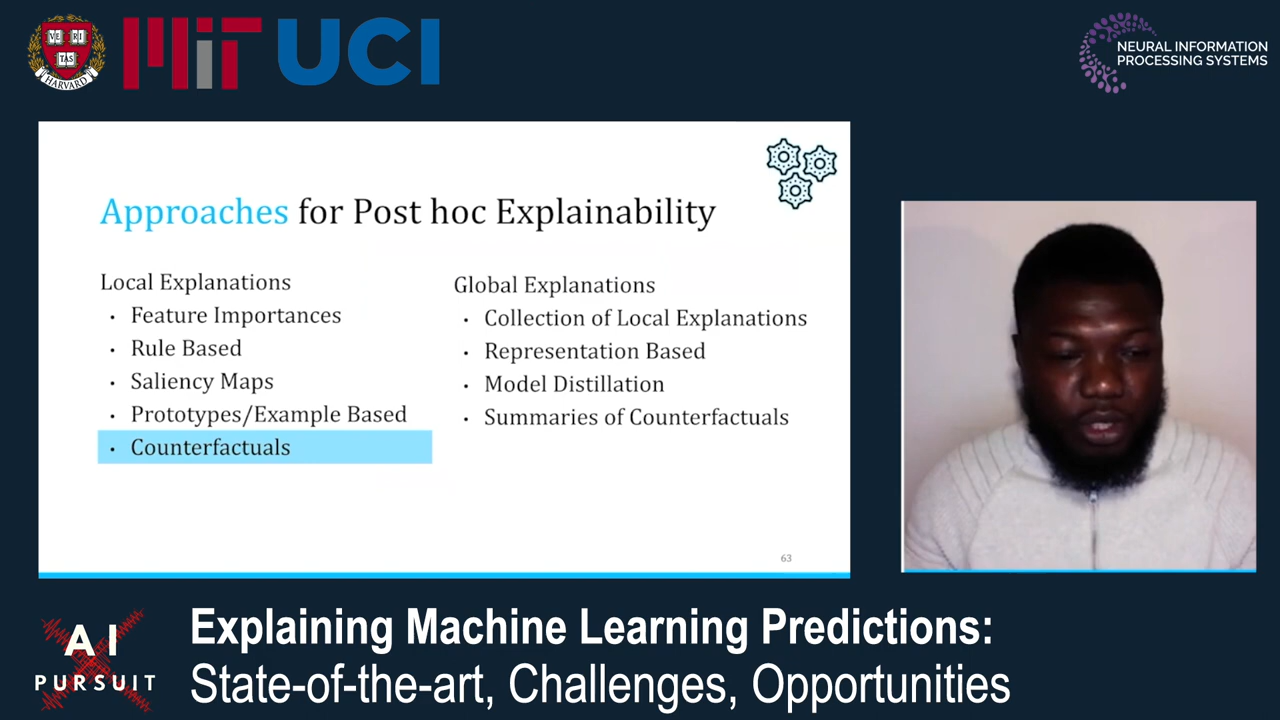 VE RI
TAS
HARVARD
MiT
UCI
NEURAL INFORMATION
PROCESSING SYSTEMS
Approaches for Post hoc Explainability
Local Explanations
· Feature Importances
· Rule Based
· Saliency Maps
· Prototypes/Example Based
· Counterfactuals
Global Explanations
· Collection of Local Explanations
· Representation Based
· Model Distillation
· Summaries of Counterfactuals
63
AI
PURSUIT
Explaining Machine Learning Predictions:
State-of-the-art, Challenges, Opportunities